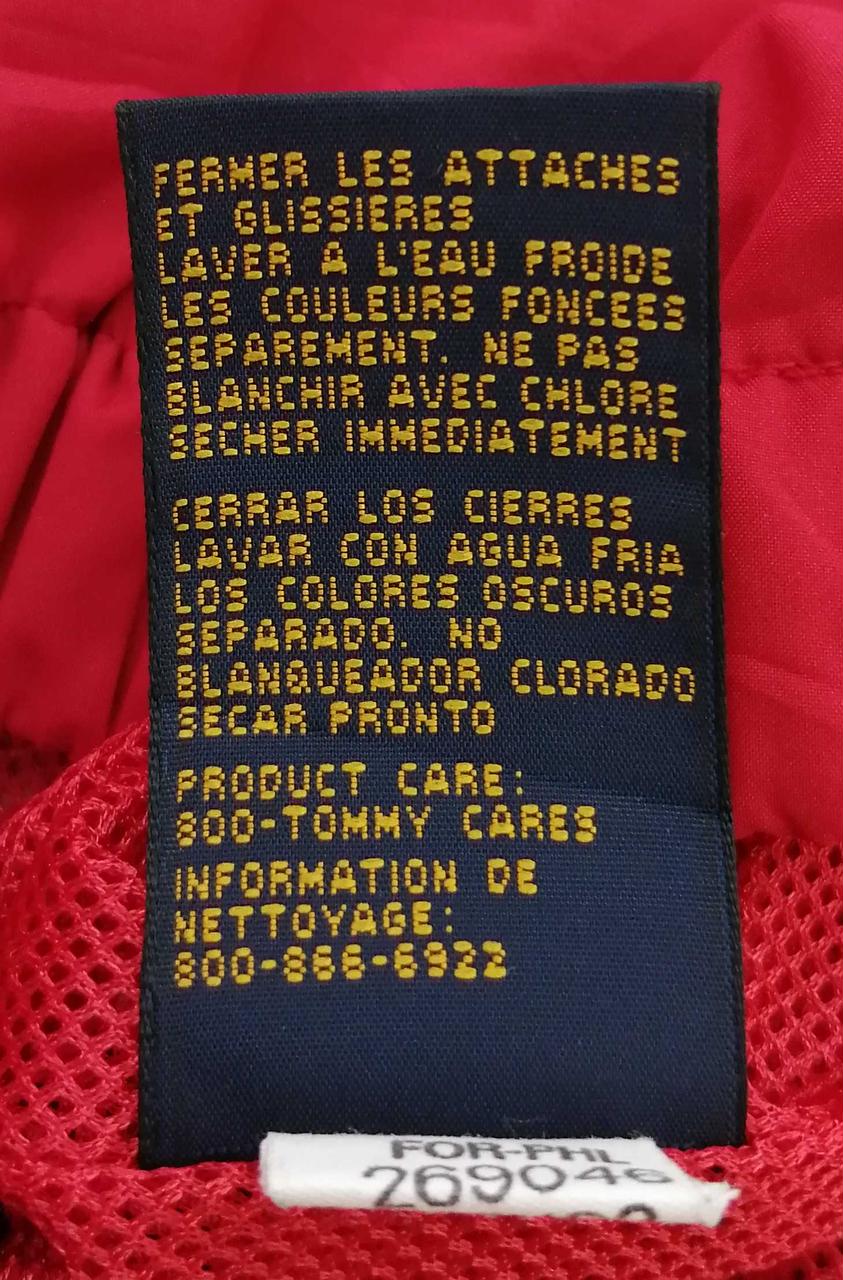 FERMER LES ATTACHES
ET GLISSIERES
LAVER A L'EAU FROIDE
LES COULEURS FONCEES
SEPAREMENT. NE PAS
BLANCHIR AVEC CHLORE
SECHER IMMEDIATEMENT
CERRAR LOS CIERRES
LAVAR CON AGUA FRIA
LOS COLORES OSCUROS
SEPARADO. NO
BLANQUEADOR CLORADO
SECAR PRONTO
PRODUCT CARE:
800-TOMMY CARES
INFORMATION DE
NETTOYAGE:
800-866-6922
FOR-PHL
269046